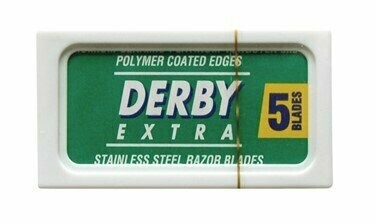 POLYMER COATED EDGES
DERBY
EXTRA
5
BLADES
STAINLESS STEEL RAZOR BLADES